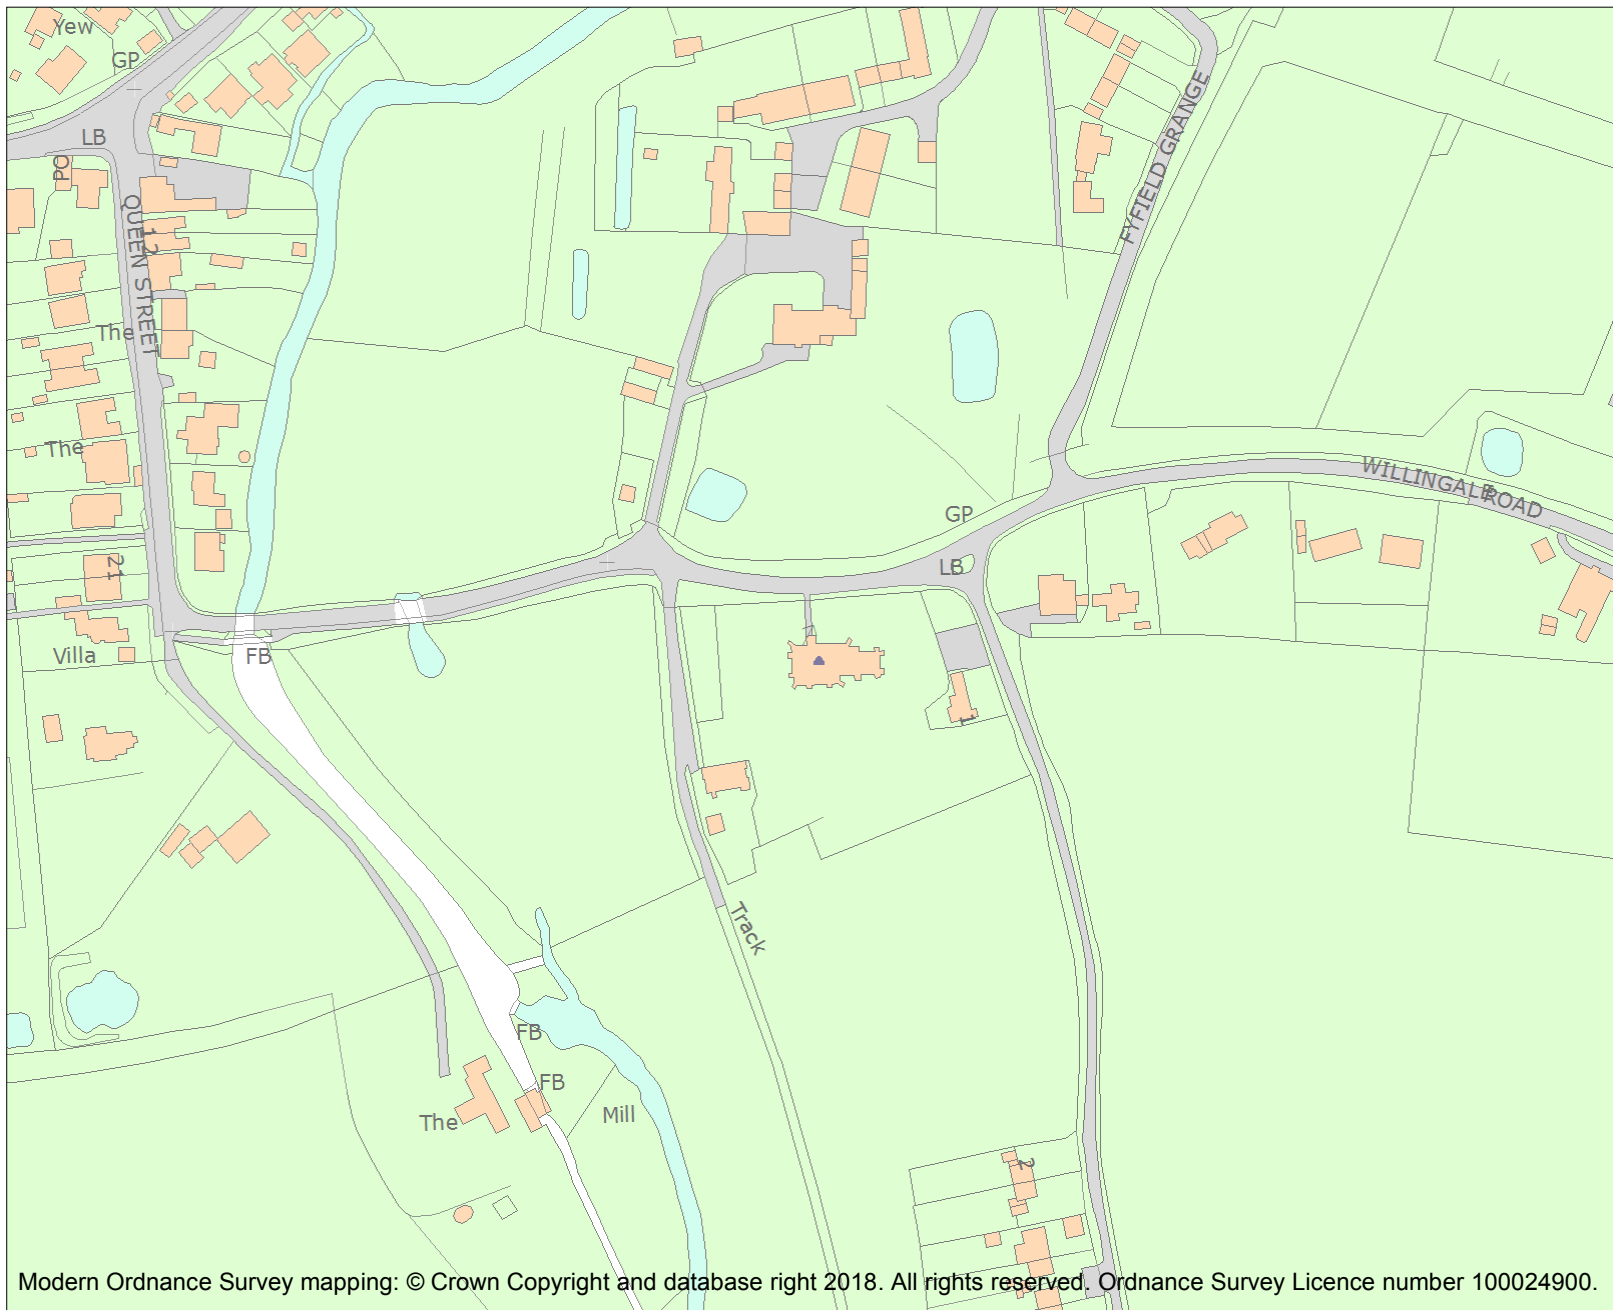 Yew
GP
LB
PO
QUEEN STREET
12
The
The
21
Villa
FB
FYFIELD GRANGE
WILLINGALE ROAD
GP
LB
1
Track
FB
FB
The
Mill
2
Modern Ordnance Survey mapping: © Crown Copyright and database right 2018. All rights reserved. Ordnance Survey Licence number 100024900.